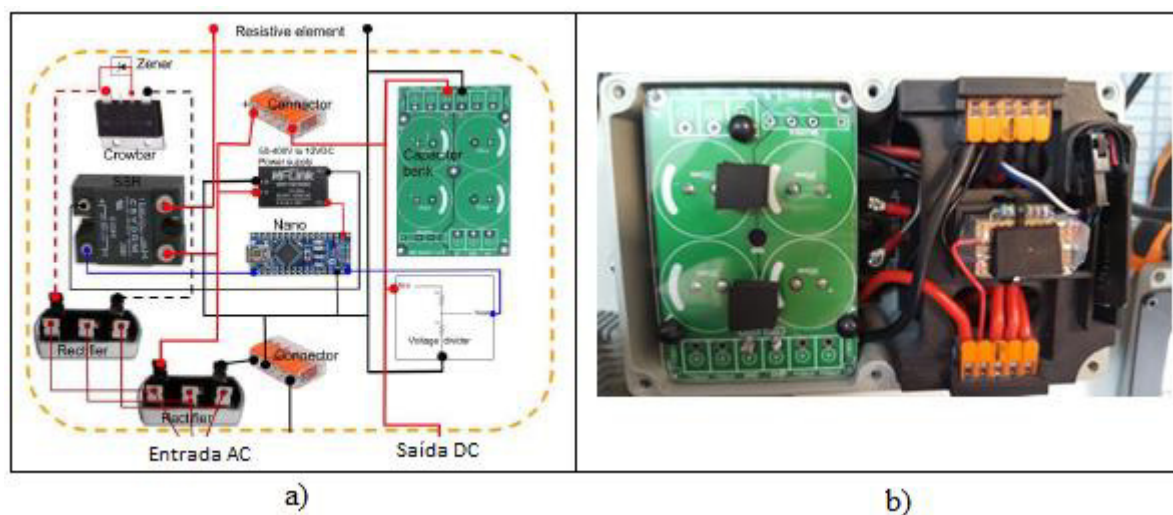 Resistive element
Zener
Connector
Crowbar
50-400V to 12VDC
Power supply
Capacitor
bank
SSR
Nano
Voltage divider
Connector
Rectifier
Rectifier
Entrada AC
Saída DC
a)
b)